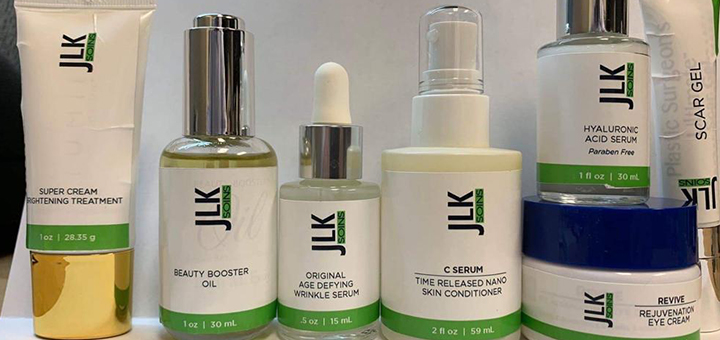 JLK
SOINS
SUPER CREAM
BRIGHTENING TREATMENT
1 oz | 28.35 g
JLK
SOINS
BEAUTY BOOSTER
OIL
1 oz | 30 mL
JLK
SOINS
ORIGINAL
AGE DEFYING
WRINKLE SERUM
.5 oz | 15 mL
JLK
SOINS
C SERUM
TIME RELEASED NANO
SKIN CONDITIONER
2 fl oz | 59 mL
JLK
SOINS
HYALURONIC
ACID SERUM
Paraben Free
1 fl oz | 30 mL
JLK
SOINS
REVIVE
REJUVENATION
EYE CREAM
Plastic Surgeon's
SCAR GEL
JLK
SOINS